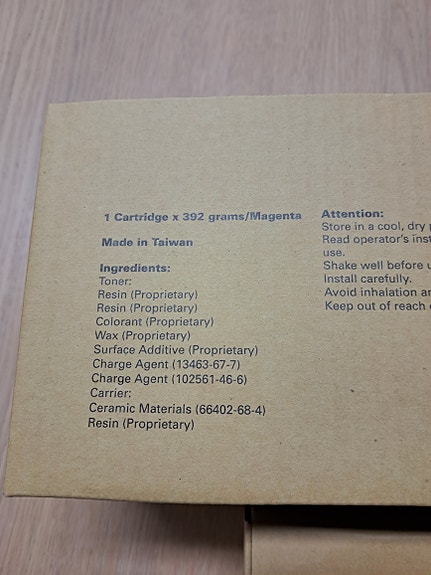 1 Cartridge x 392 grams/Magenta
Made in Taiwan
Ingredients:
Toner:
Resin (Proprietary)
Resin (Proprietary)
Colorant (Proprietary)
Wax (Proprietary)
Surface Additive (Proprietary)
Charge Agent (13463-67-7)
Charge Agent (102561-46-6)
Carrier:
Ceramic Materials (66402-68-4)
Resin (Proprietary)
Attention:
Store in a cool, dry
Read operator's
use.
Shake well before
Install carefully.
Avoid inhalation
Keep out of reach